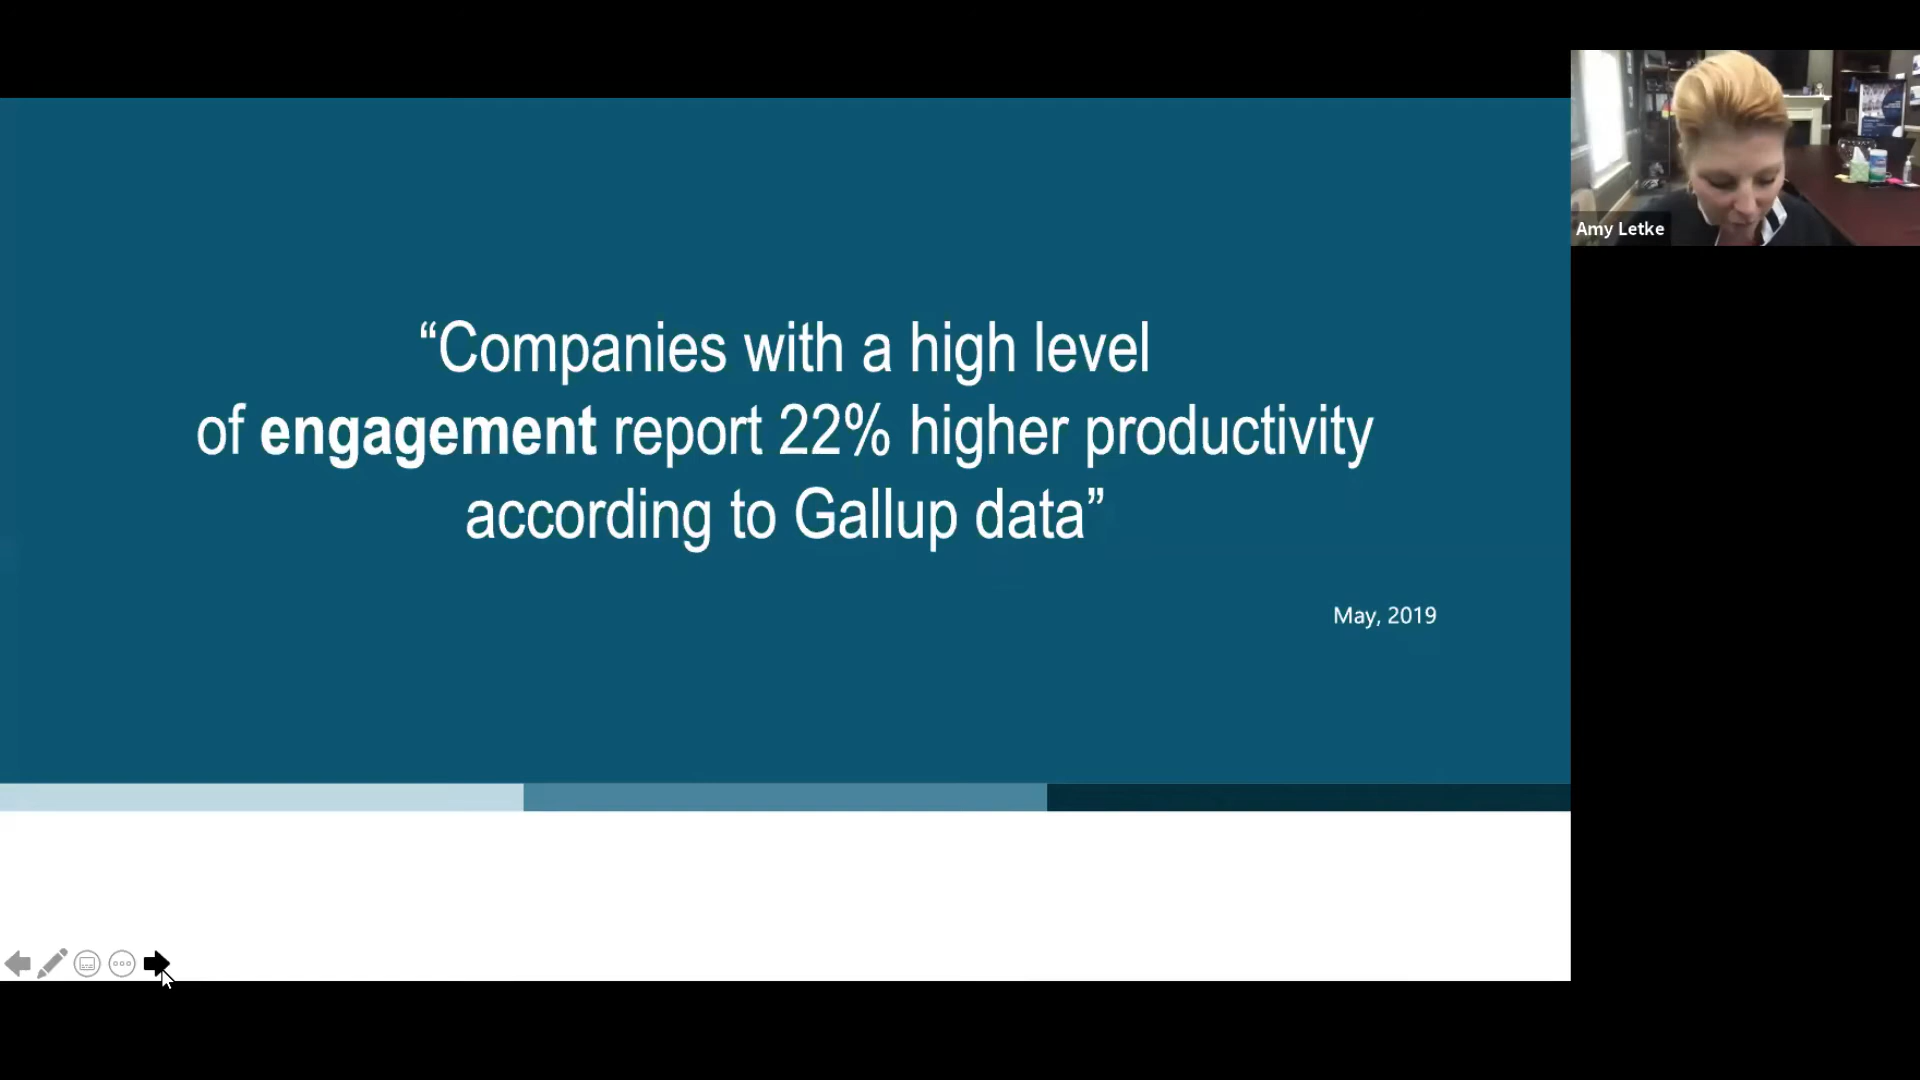 “Companies with a high level
of engagement report 22% higher productivity
according to Gallup data”
May, 2019
Amy Letke